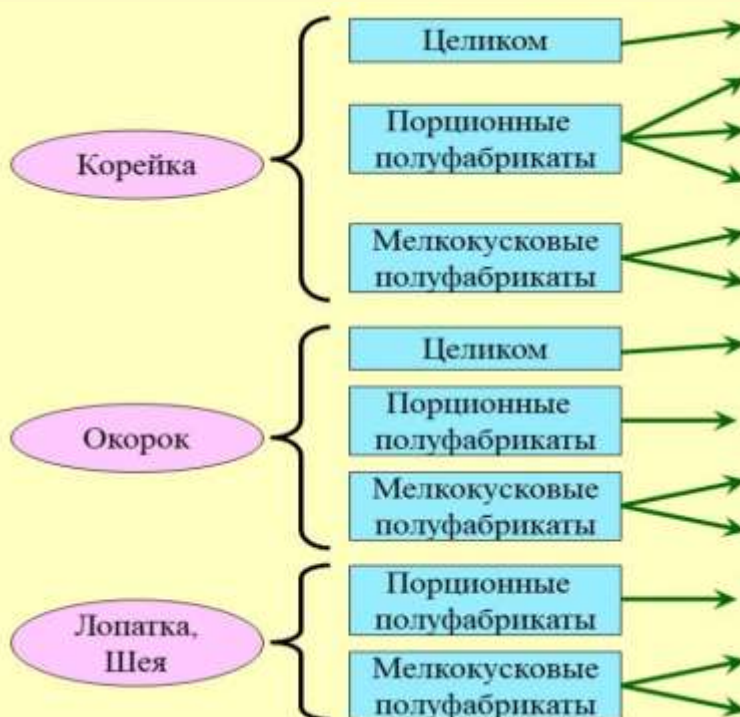 Корейка
Целиком
Порционные
полуфабрикаты
Мелкокусковые
полуфабрикаты
Окорок
Целиком
Порционные
полуфабрикаты
Мелкокусковые
полуфабрикаты
Лопатка,
Шея
Порционные
полуфабрикаты
Мелкокусковые
полуфабрикаты